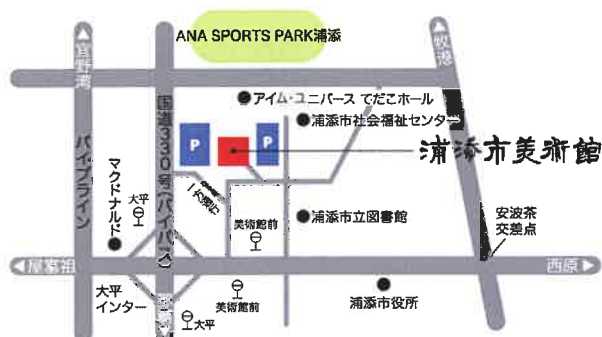 ANA SPORTS PARK浦添
宜野湾
那覇
アイム・ユニバース てだこホール
浦添市社会福祉センター
P
P
浦添市美術館
国道330号(バイパス)
パイプライン
マクドナルド
大平
一方通行
美術館前
浦添市立図書館
安波茶
交差点
屋富祖
西原
大平
インター
美術館前
浦添市役所
大平